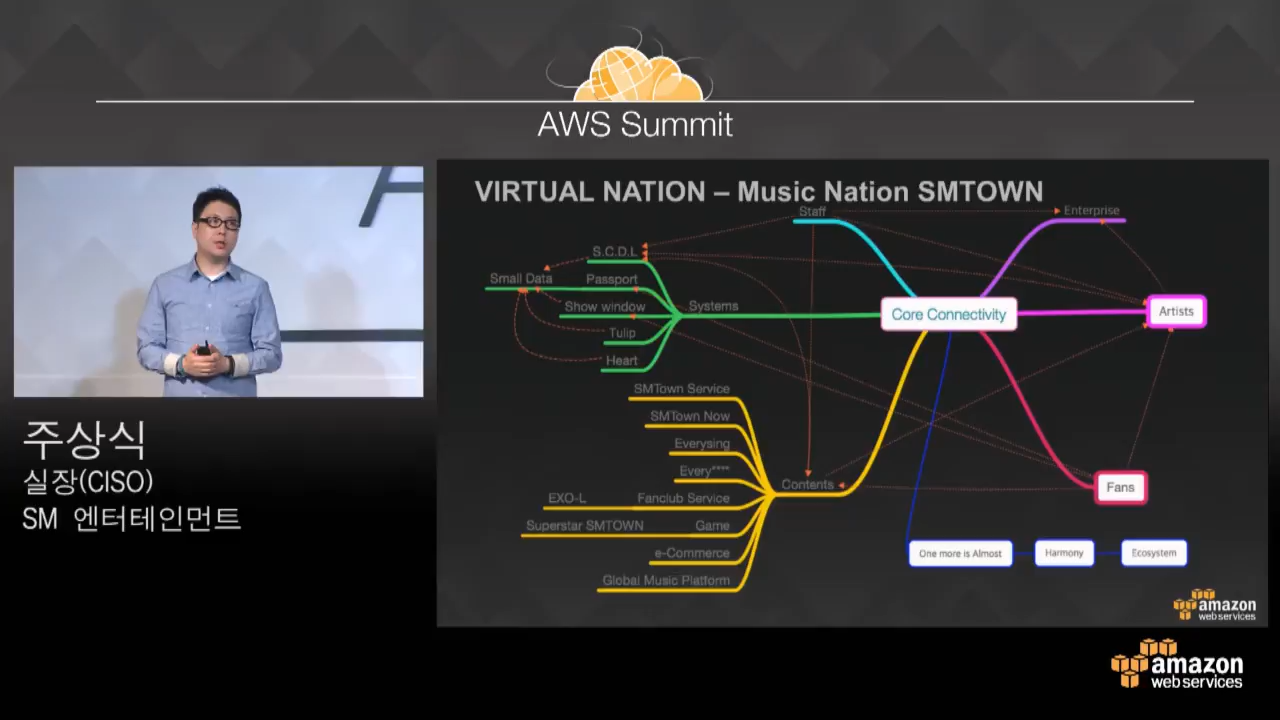 AWS Summit
주상식
실장(CISO)
SM 엔터테인먼트
VIRTUAL NATION – Music Nation SMTOWN
Staff
Enterprise
S.C.D.L
Small Data
Passport
Show window
Systems
Tulip
Heart
Core Connectivity
Artists
SMTown Service
SMTown Now
Everysing
Every****
EXO-L
Fanclub Service
Superstar SMTOWN
Game
e-Commerce
Global Music Platform
Contents
Fans
One more is Almost
Harmony
Ecosystem
amazon
web services
amazon
web services